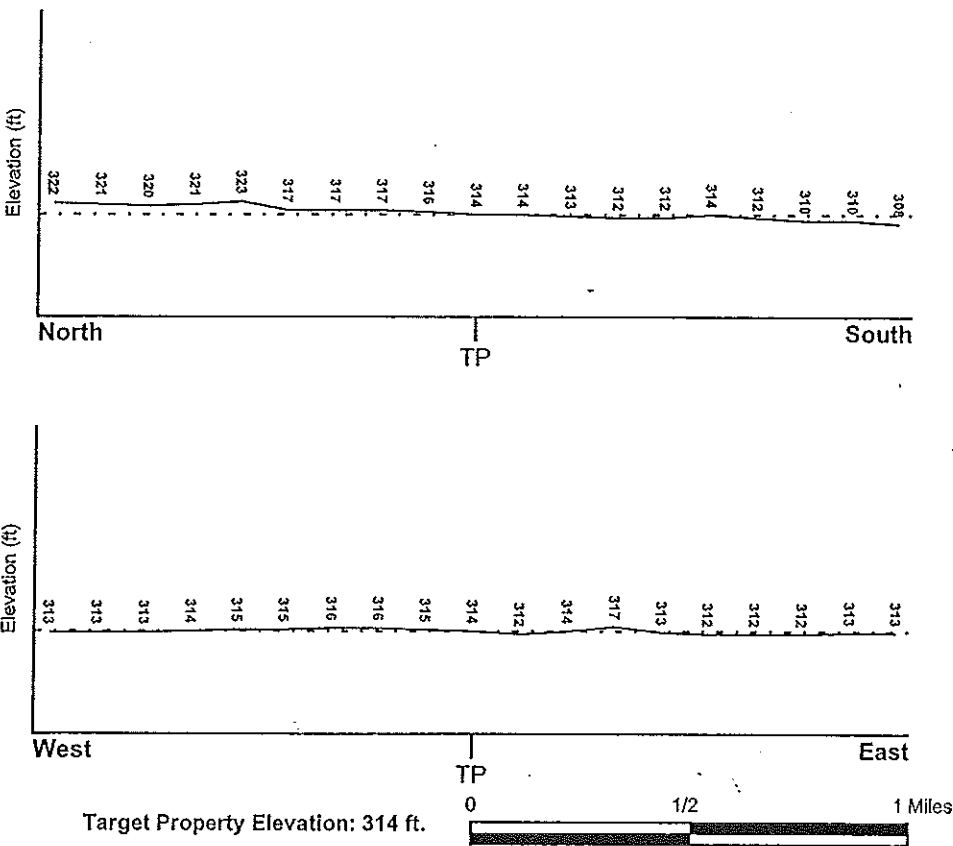 Elevation (ft)
322 321 320 321 323 317 317 317 316 314 314 313 312 312 314 312 310 310 308
North South
TP
Elevation (ft)
313 313 313 314 315 315 316 316 315 314 312 314 317 313 312 312 312 313 313
West East
TP
0 1/2 1 Miles
Target Property Elevation: 314 ft.